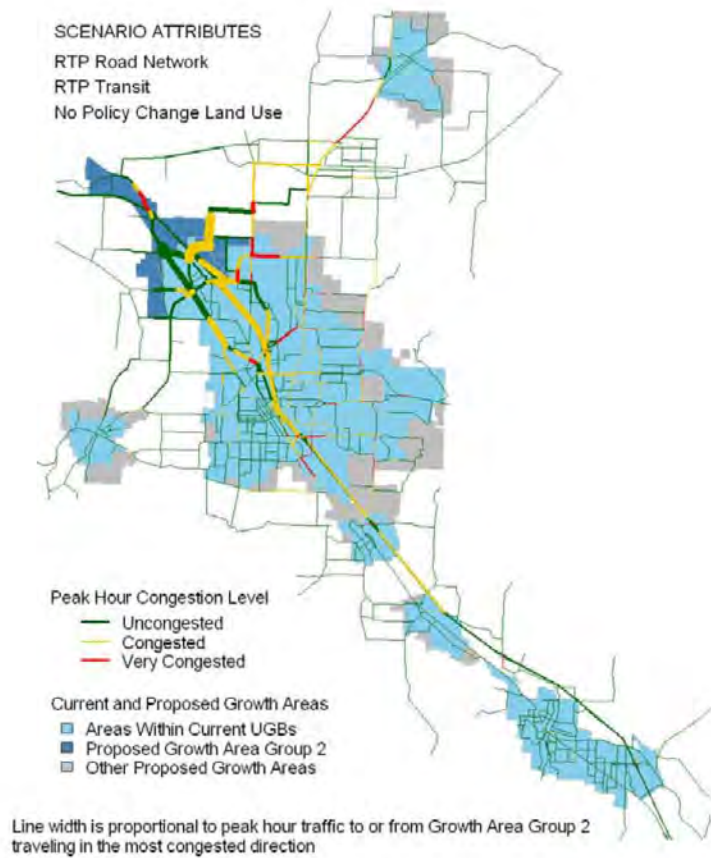 SCENARIO ATTRIBUTES
RTP Road Network
RTP Transit
No Policy Change Land Use
Peak Hour Congestion Level
Uncongested
Congested
Very Congested
Current and Proposed Growth Areas
Areas Within Current UGBs
Proposed Growth Area Group 2
Other Proposed Growth Areas
Line width is proportional to peak hour traffic to or from Growth Area Group 2
traveling in the most congested direction